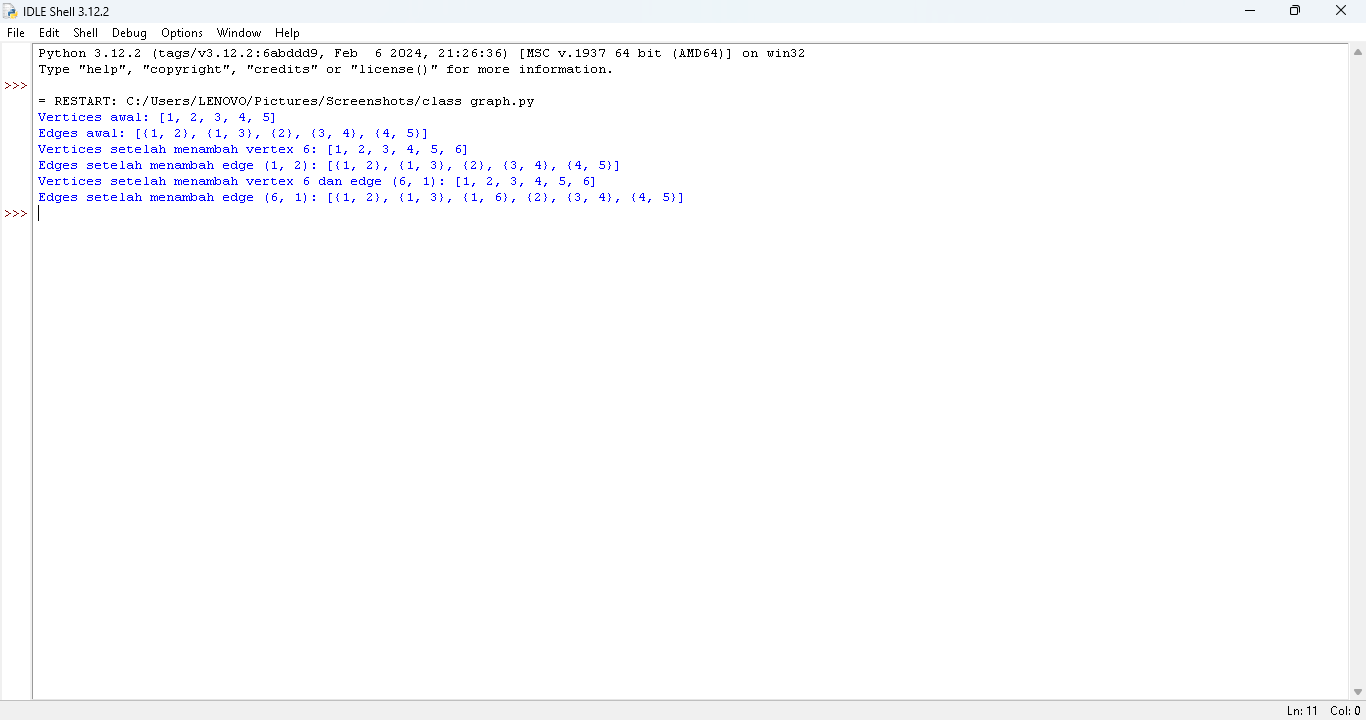 IDLE Shell 3.12.2
File Edit Shell Debug Options Window Help
Python 3.12.2 (tags/v3.12.2:6abddd9, Feb  6 2024, 21:26:36) [MSC v.1937 64 bit (AMD64)] on win32
Type "help", "copyright", "credits" or "license()" for more information.
>>>
= RESTART: C:/Users/LENOVO/Pictures/Screenshots/class graph.py
Vertices awal: [1, 2, 3, 4, 5]
Edges awal: [{1, 2}, {1, 3}, {2}, {3, 4}, {4, 5}]
Vertices setelah menambah vertex 6: [1, 2, 3, 4, 5, 6]
Edges setelah menambah edge (1, 2): [{1, 2}, {1, 3}, {2}, {3, 4}, {4, 5}]
Vertices setelah menambah vertex 6 dan edge (6, 1): [1, 2, 3, 4, 5, 6]
Edges setelah menambah edge (6, 1): [{1, 2}, {1, 3}, {1, 6}, {2}, {3, 4}, {4, 5}]
>>>
Ln: 11 Col: 0